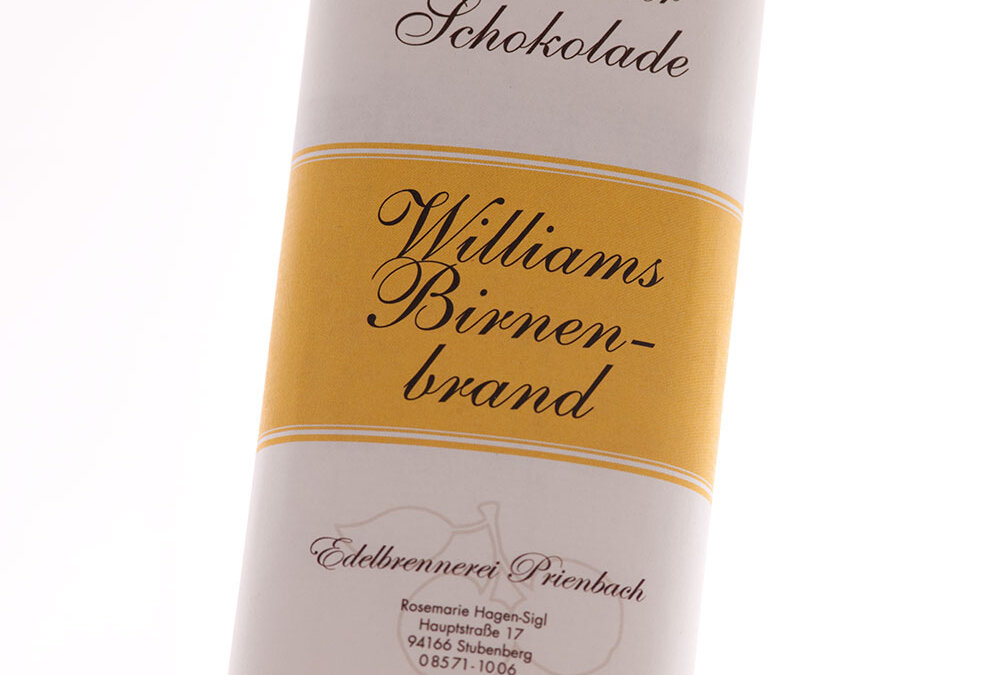 Schokolade
Williams
Birnen-
brand
Edelbrennerei Prienbach
Rosemarie Hagen-Sigl
Hauptstraße 17
94166 Stubenberg
08571-1006